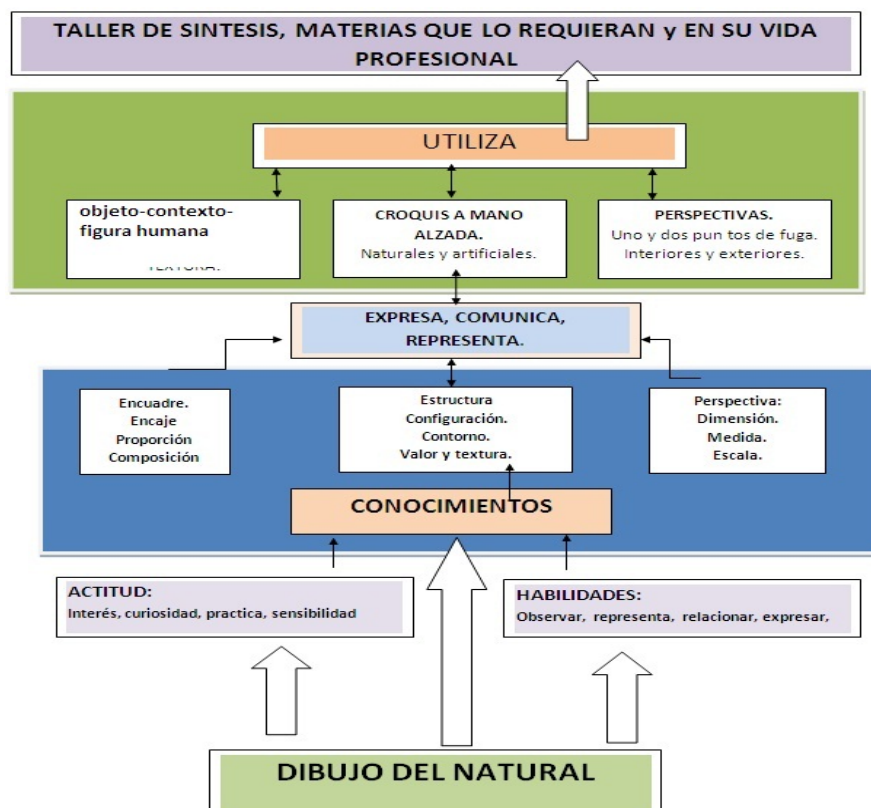 TALLER DE SINTESIS, MATERIAS QUE LO REQUIERAN y EN SU VIDA
PROFESIONAL
UTILIZA
objeto-contexto-
figura humana
CROQUIS A MANO
ALZADA.
Naturales y artificiales.
PERSPECTIVAS.
Uno y dos pun tos de fuga.
Interiores y exteriores.
EXPRESA, COMUNICA,
REPRESENTA.
Encuadre.
Encaje
Proporción
Composición
Estructura
Configuración.
Contorno.
Valor y textura.
Perspectiva:
Dimensión.
Medida.
Escala.
CONOCIMIENTOS
ACTITUD:
Interés, curiosidad, practica, sensibilidad
HABILIDADES:
Observar, representa, relacionar, expresar,
DIBUJO DEL NATURAL